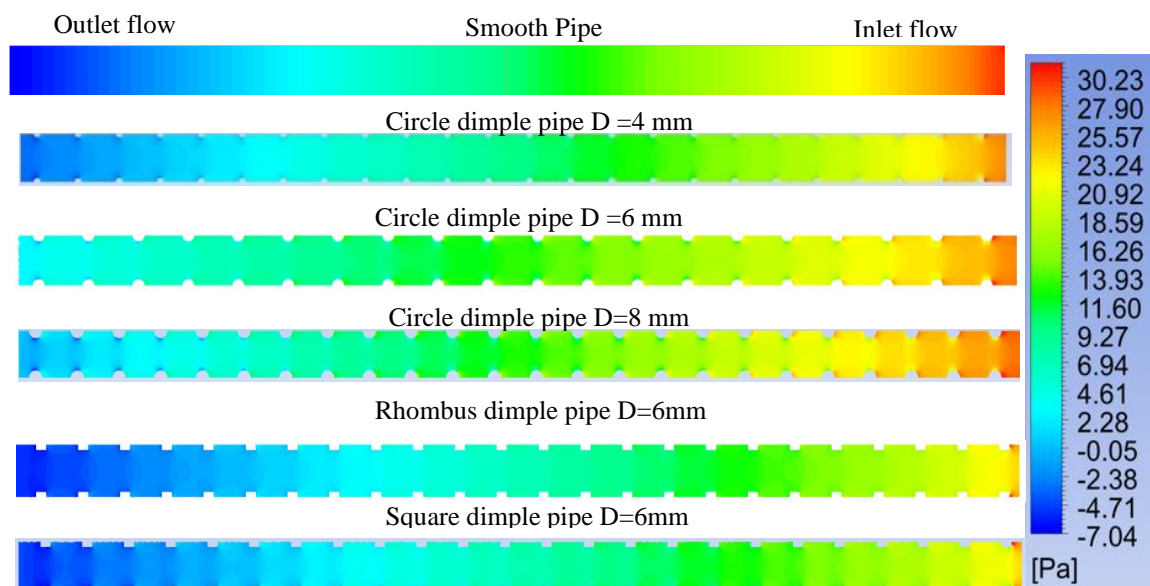 Outlet flow
Smooth Pipe
Inlet flow
Circle dimple pipe D =4 mm
Circle dimple pipe D =6 mm
Circle dimple pipe D=8 mm
Rhombus dimple pipe D=6mm
Square dimple pipe D=6mm
30.23
27.90
25.57
23.24
20.92
18.59
16.26
13.93
11.60
9.27
6.94
4.61
2.28
-0.05
-2.38
-4.71
-7.04
[Pa]